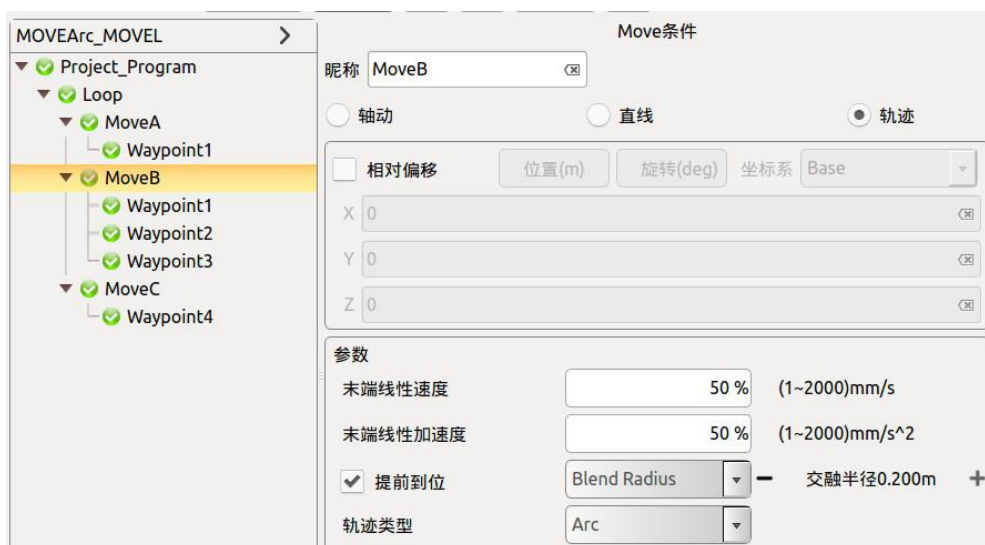 MOVEArc_MOVEL
Project_Program
Loop
MoveA
Waypoint1
MoveB
Waypoint1
Waypoint2
Waypoint3
MoveC
Waypoint4
Move条件
昵称 MoveB
轴动 直线 轨迹
相对偏移 位置(m) 旋转(deg) 坐标系 Base
X 0
Y 0
Z 0
参数
末端线性速度 50 % (1~2000)mm/s
末端线性加速度 50 % (1~2000)mm/s^2
提前到位 Blend Radius 交融半径0.200m
轨迹类型 Arc